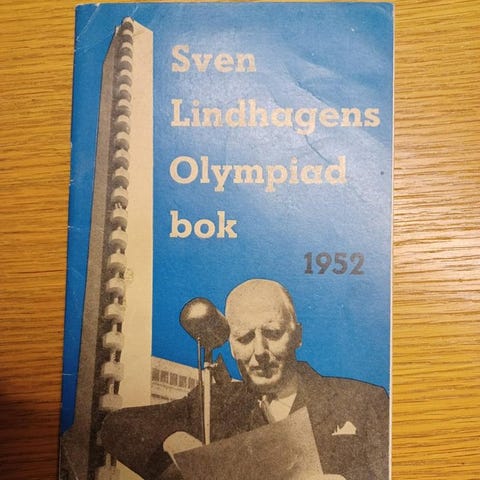 Sven
Lindhagens
Olympiad
bok
1952